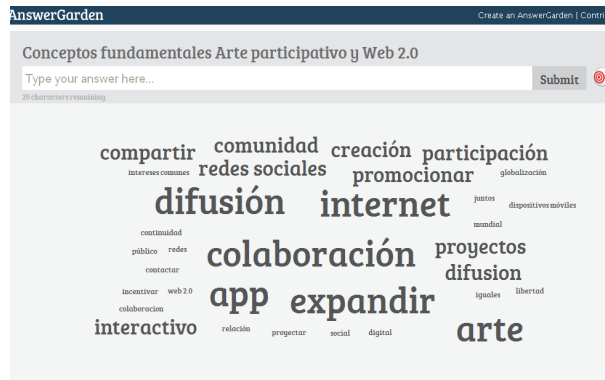 AnswerGarden
Create an AnswerGarden | Contri
Conceptos fundamentales Arte participativo y Web 2.0
Type your answer here...
Submit
20 characters remaining
compartir comunidad creación participación
intereses comunes redes sociales promocionar globalización
difusión internet juntos dispositivos móviles
mundial
continuidad
público redes colaboración proyectos
contactar difusion
incentivar web 2.0 app expandir iguales libertad
colaboracion
interactivo relación proyectar social digital arte